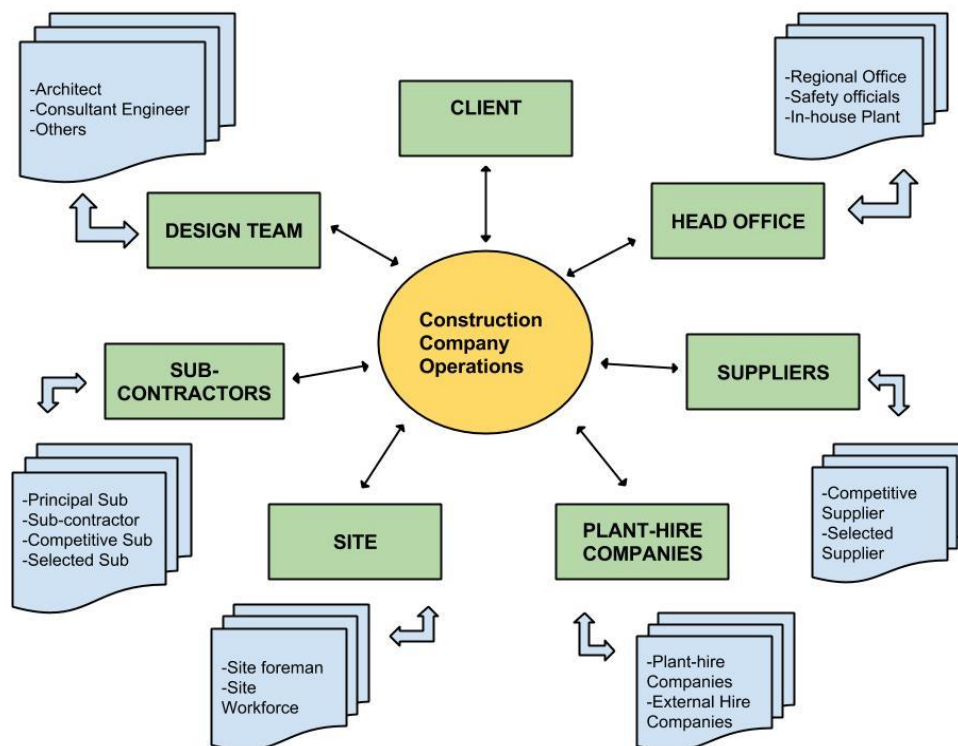 -Architect
-Consultant Engineer
-Others
CLIENT
-Regional Office
-Safety officials
-In-house Plant
DESIGN TEAM
HEAD OFFICE
Construction
Company
Operations
SUB-
CONTRACTORS
SUPPLIERS
-Principal Sub
-Sub-contractor
-Competitive Sub
-Selected Sub
SITE
PLANT-HIRE
COMPANIES
-Competitive
Supplier
-Selected
Supplier
-Site foreman
-Site
Workforce
-Plant-hire
Companies
-External Hire
Companies